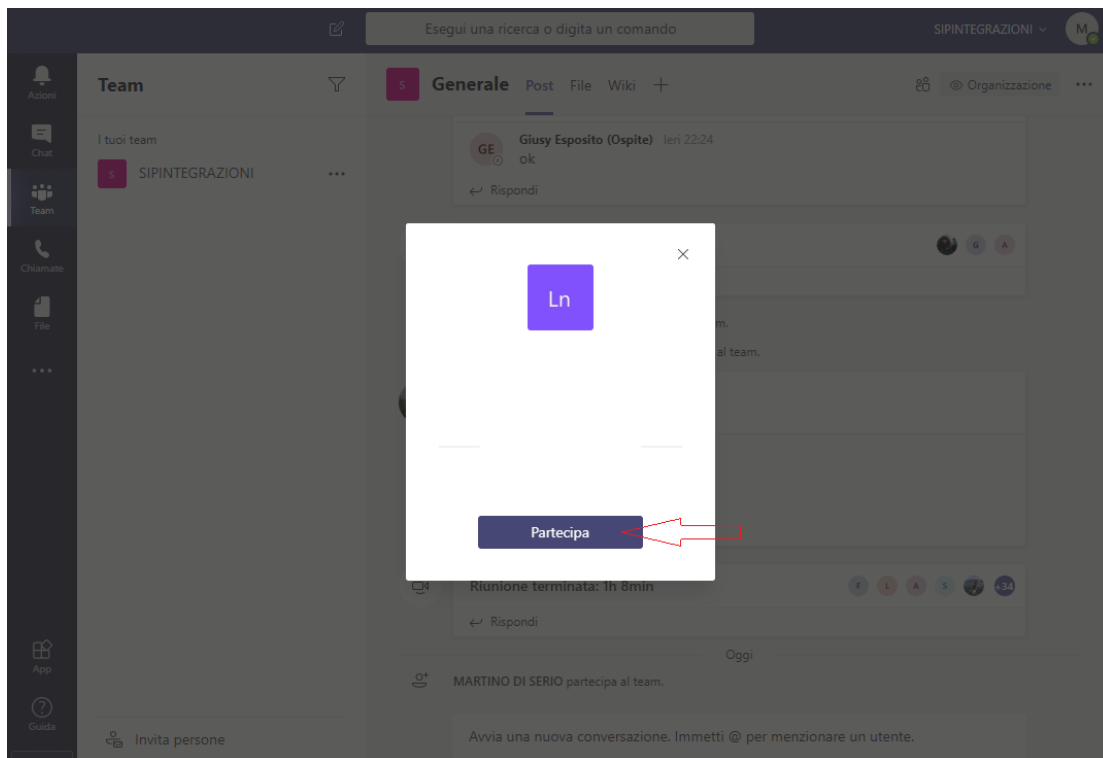 Esegui una ricerca o digita un comando
SIPINTEGRAZIONI
M
Azioni
Chat
Team
Chiamate
File
App
Guida
Team
I tuoi team
S SIPINTEGRAZIONI
Invita persone
S Generale Post File Wiki
Organizzazione
GE Giusy Esposito (Ospite) Ieri 22:24
ok
Rispondi
G A
m.
al team.
Ln
Partecipa
Riunione terminata: 1h 8min
E L A S +34
Rispondi
Oggi
MARTINO DI SERIO partecipa al team.
Avvia una nuova conversazione. Immetti @ per menzionare un utente.